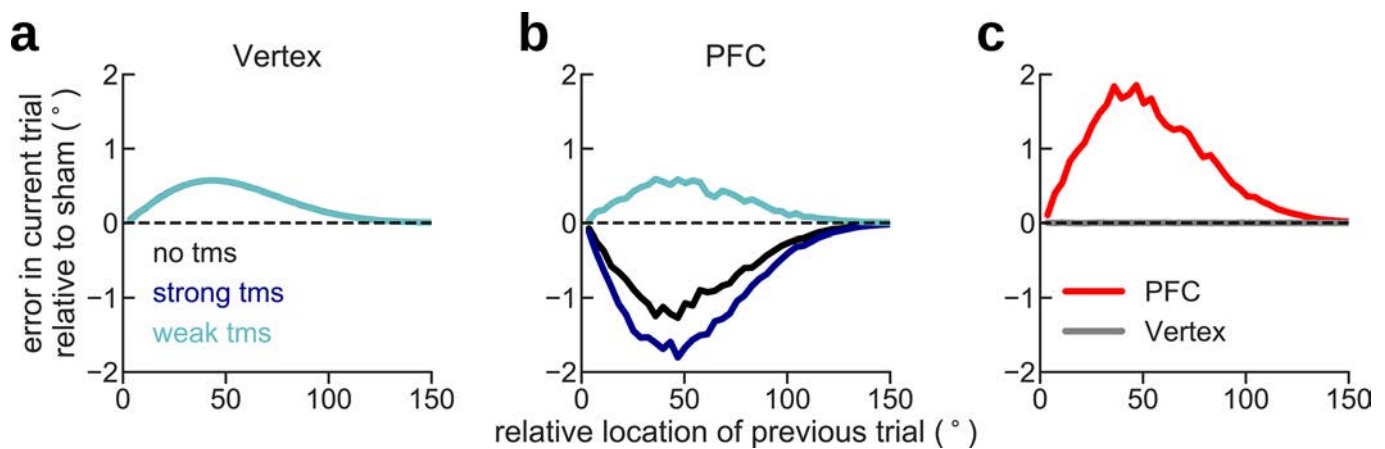 a
Vertex
error in current trial
relative to sham (°)
2
1
0
−1
−2
no tms
strong tms
weak tms
0
50
100
150
b
PFC
2
1
0
−1
−2
0
50
100
150
relative location of previous trial (°)
c
2
1
0
−1
−2
PFC
Vertex
0
50
100
150